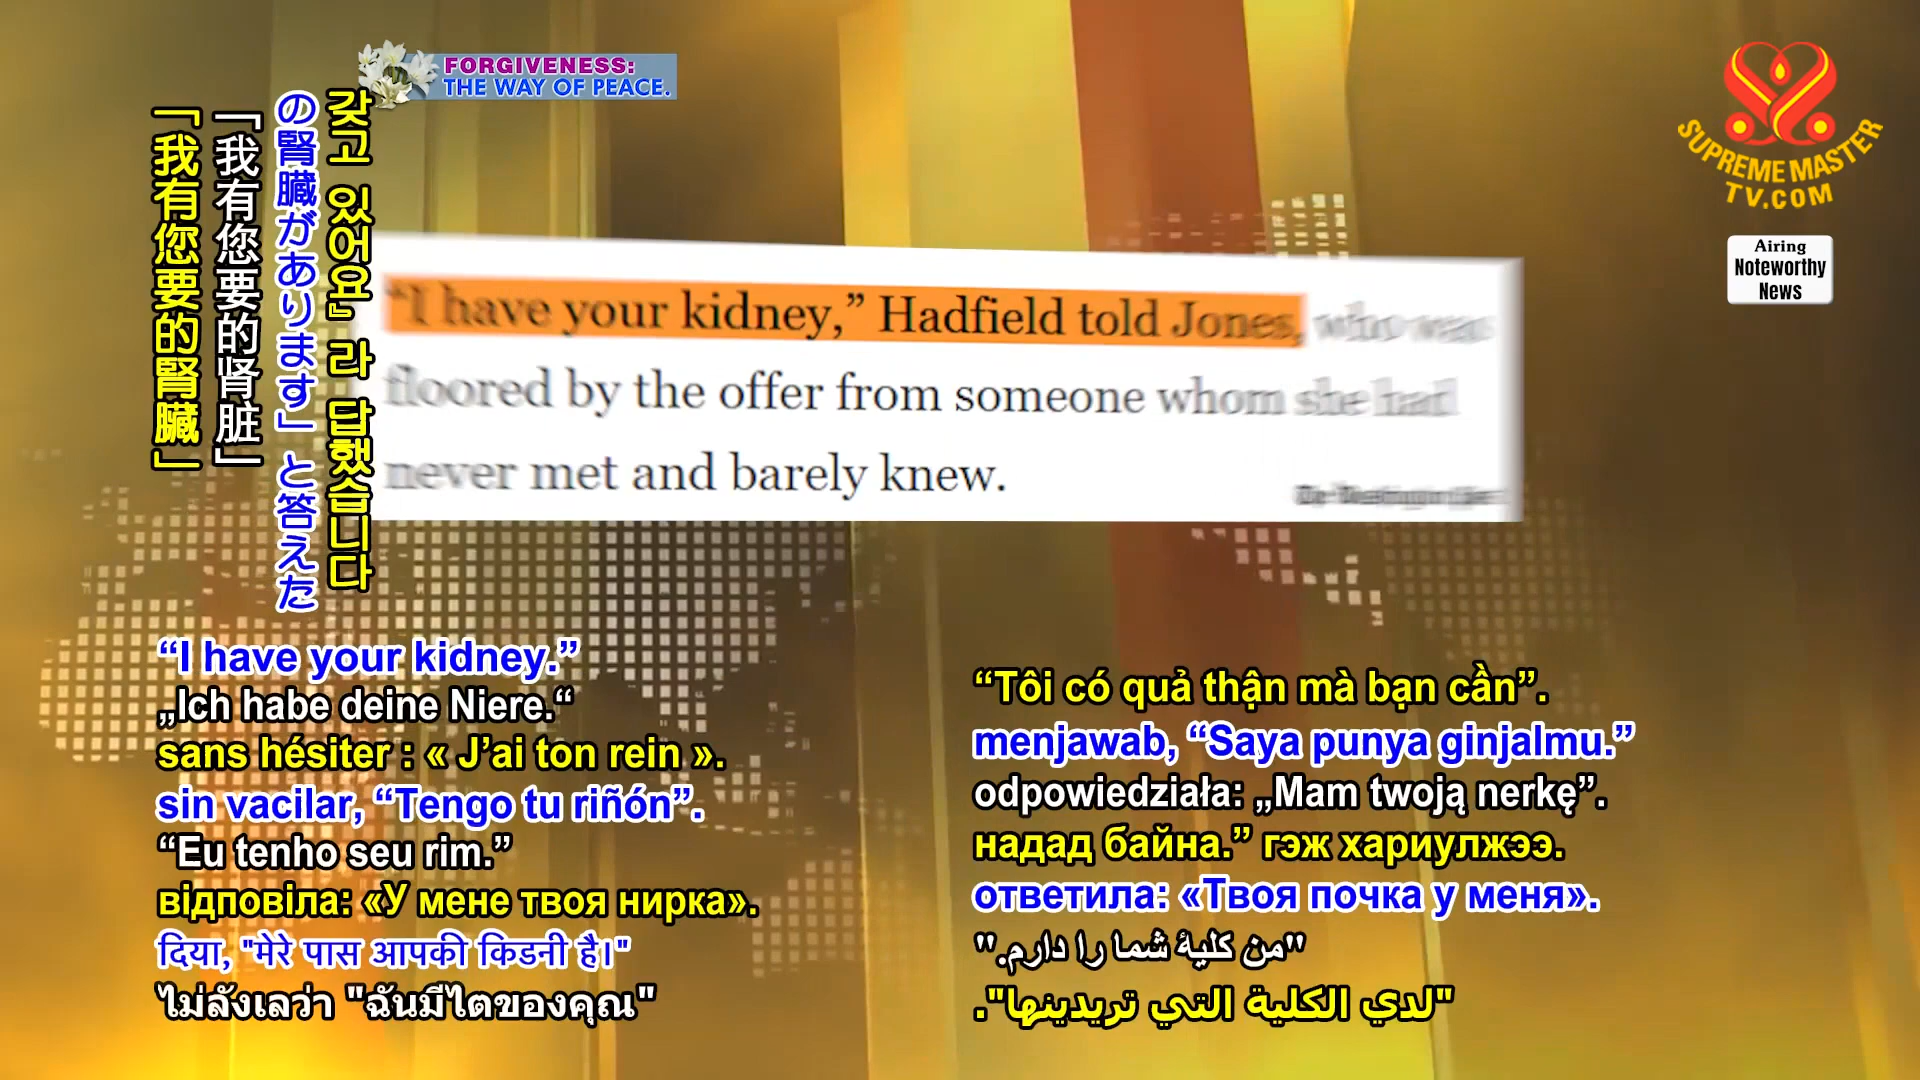 FORGIVENESS:
THE WAY OF PEACE.
SUPREME MASTER
TV.COM
Airing
Noteworthy
News
갖고 있어요』라 답했습니다
の腎臓があります」と答えた
「我有您要的肾脏」
「我有您要的腎臟」
“I have your kidney,” Hadfield told Jones, who was
floored by the offer from someone whom she had
never met and barely knew.
“I have your kidney.”
„Ich habe deine Niere.“
sans hésiter : « J’ai ton rein ».
sin vacilar, “Tengo tu riñón”.
“Eu tenho seu rim.”
відповіла: «У мене твоя нирка».
दिया, "मेरे पास आपकी किडनी है।"
ไม่ลังเลว่า "ฉันมีไตของคุณ"
“Tôi có quả thận mà bạn cần”.
menjawab, “Saya punya ginjalmu.”
odpowiedziała: „Mam twoją nerkę”.
надад байна.” гэж хариулжээ.
ответила: «Твоя почка у меня».
"من کلیهٔ شما را دارم."
"لدي الكلية التي تريدينها".